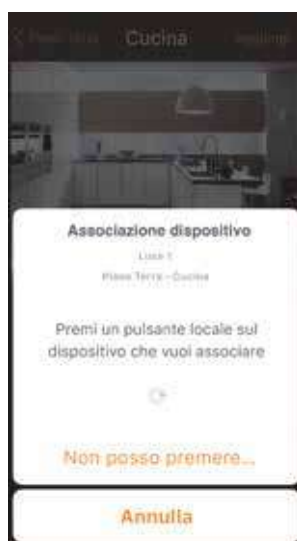 Cucina
Associazione dispositivo
Luce 1
Piano Terra - Cucina
Premi un pulsante locale sul
dispositivo che vuoi associare
Non posso premere...
Annulla